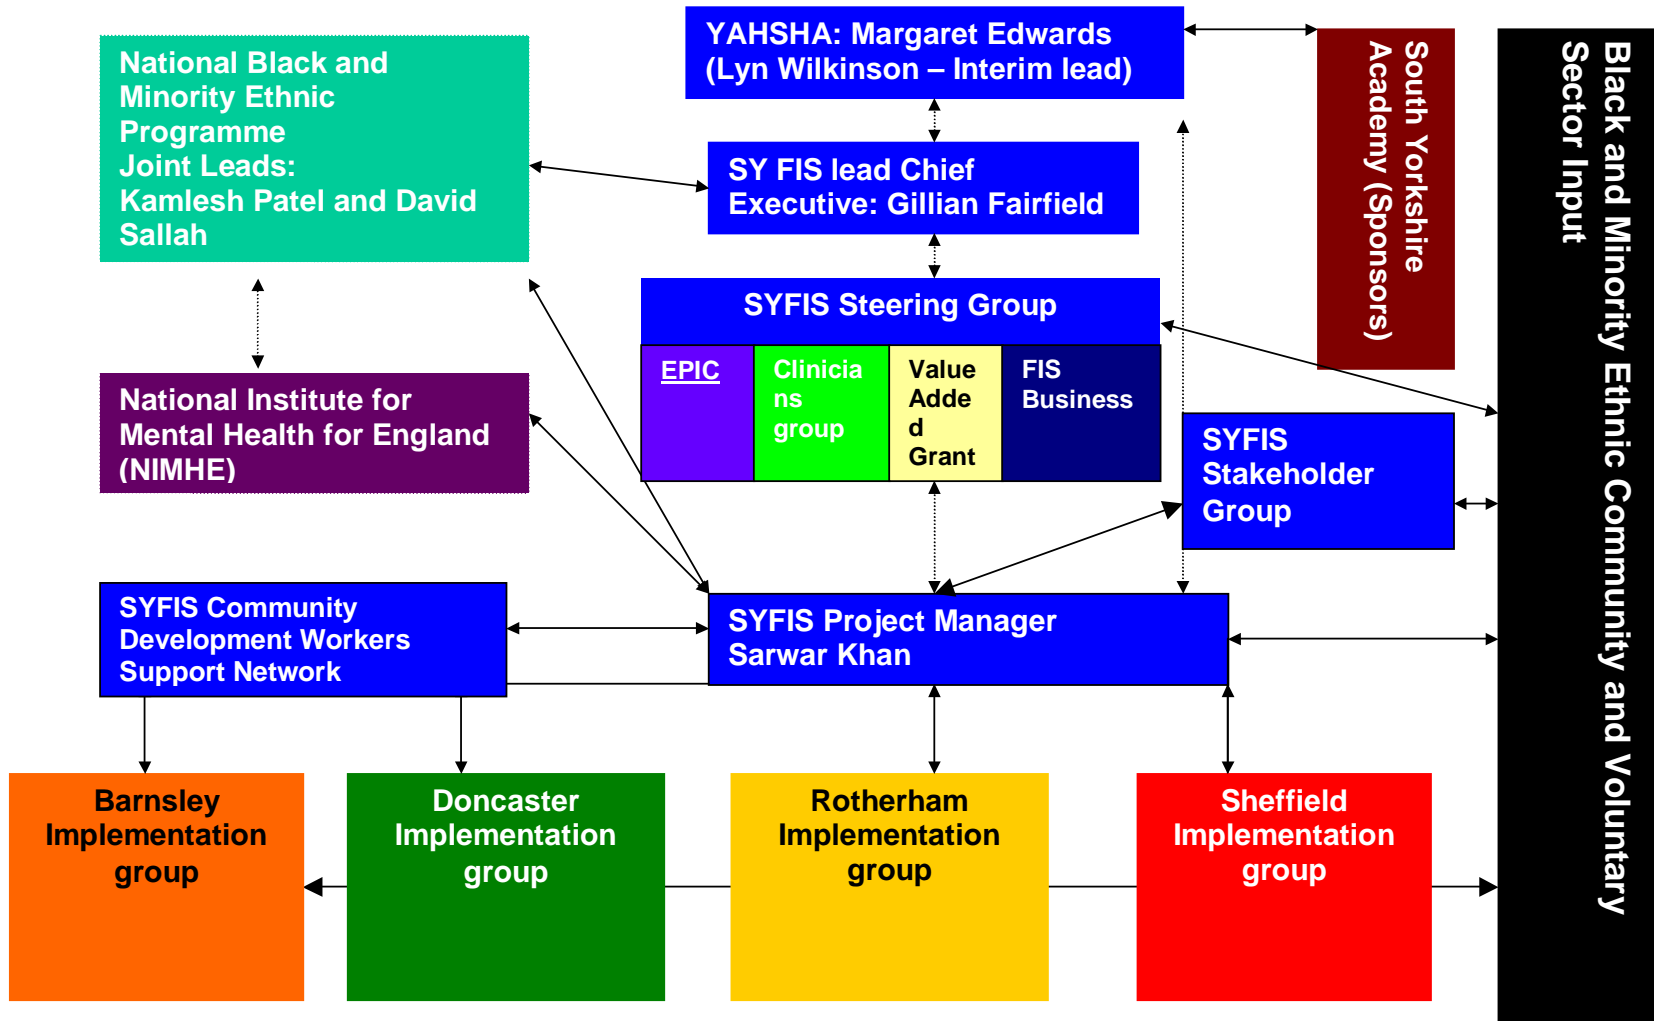 YAHSHA: Margaret Edwards
(Lyn Wilkinson – Interim lead)
National Black and
Minority Ethnic
Programme
Joint Leads:
Kamlesh Patel and David
Sallah
SY FIS lead Chief
Executive: Gillian Fairfield
South Yorkshire
Academy (Sponsors)
Black and Minority Ethnic Community and Voluntary
Sector Input
SYFIS Steering Group
EPIC
Clinicia
ns
group
Value
Adde
d
Grant
FIS
Business
National Institute for
Mental Health for England
(NIMHE)
SYFIS
Stakeholder
Group
SYFIS Community
Development Workers
Support Network
SYFIS Project Manager
Sarwar Khan
Barnsley
Implementation
group
Doncaster
Implementation
group
Rotherham
Implementation
group
Sheffield
Implementation
group